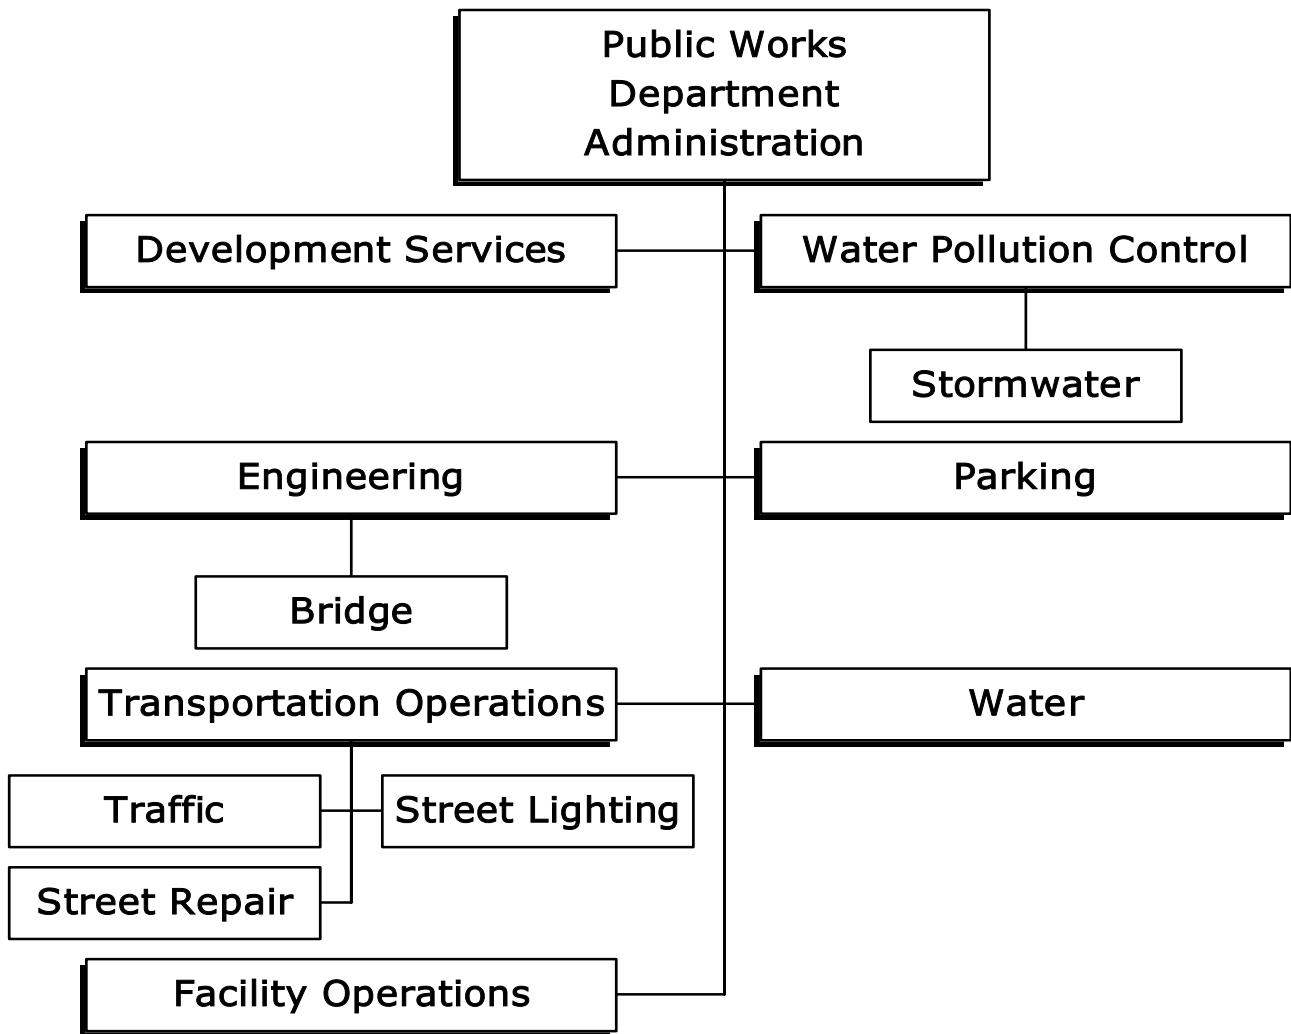 Public Works
Department
Administration
Development Services
Water Pollution Control
Stormwater
Engineering
Parking
Bridge
Transportation Operations
Water
Traffic
Street Lighting
Street Repair
Facility Operations